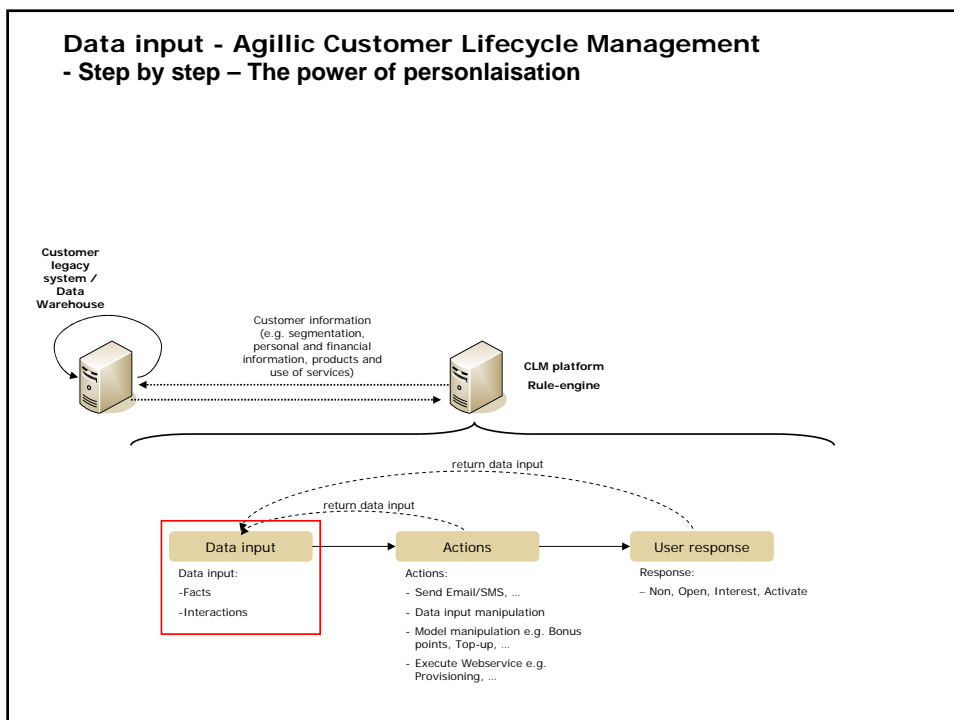 Data input - Agillic Customer Lifecycle Management
- Step by step – The power of personlaisation
Customer
legacy
system /
Data
Warehouse
Customer information
(e.g. segmentation,
personal and financial
information, products and
use of services)
CLM platform
Rule-engine
return data input
return data input
Data input
Actions
User response
Data input:
-Facts
-Interactions
Actions:
- Send Email/SMS, ...
- Data input manipulation
- Model manipulation e.g. Bonus
points, Top-up, ...
- Execute Webservice e.g.
Provisioning, ...
Response:
– Non, Open, Interest, Activate